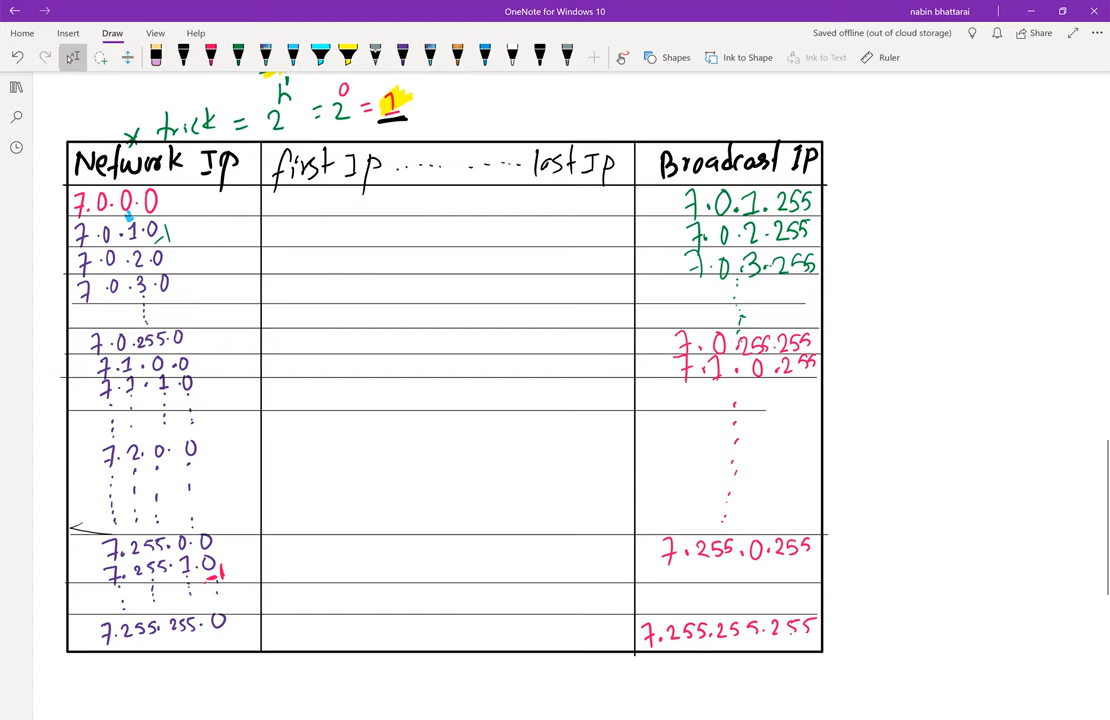 OneNote for Windows 10
nabin bhattarai
Home Insert Draw View Help
Saved offline (out of cloud storage) Share
Shapes Ink to Shape Ink to Text Ruler
x trick = 2^h' = 2^0 = 1
Network Ip first Ip ........... last Ip Broadcast IP
7.0.0.0 7.0.1.255
7.0.1.0 -1 7.0.2.255
7.0.2.0 7.0.3.255
7.0.3.0
7.0.255.0 7.0.255.255
7.1.0.0 7.1.0.255
7.1.1.0
7.2.0.0
7.255.0.0 7.255.0.255
7.255.1.0 -1
7.255.255.0 7.255.255.255